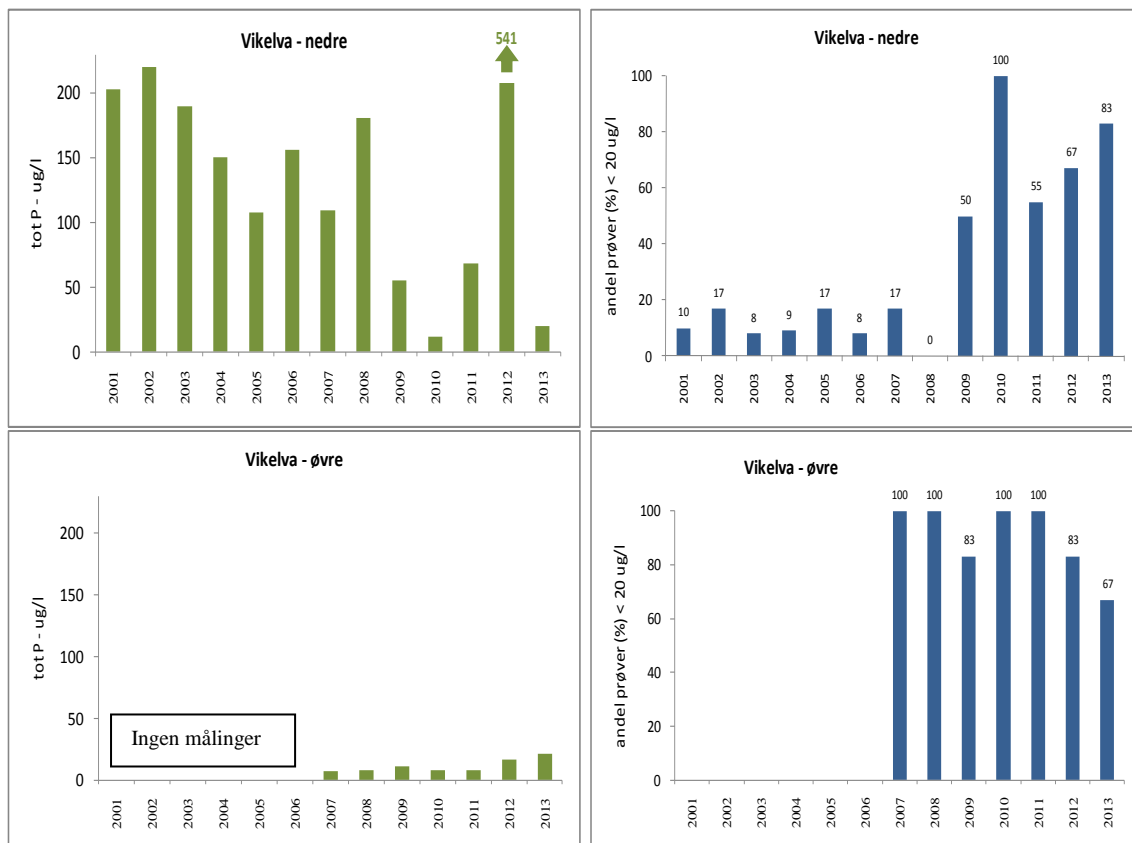 Vikelva - nedre
541
tot P - ug/l
200
150
100
50
0
2001 2002 2003 2004 2005 2006 2007 2008 2009 2010 2011 2012 2013
Vikelva - nedre
andel prøver (%) < 20 ug/l
100
80
60
40
20
0
10 17 8 9 17 8 17 0 50 100 55 67 83
2001 2002 2003 2004 2005 2006 2007 2008 2009 2010 2011 2012 2013
Vikelva - øvre
tot P - ug/l
200
150
100
50
0
Ingen målinger
2001 2002 2003 2004 2005 2006 2007 2008 2009 2010 2011 2012 2013
Vikelva - øvre
andel prøver (%) < 20 ug/l
100
80
60
40
20
0
100 100 83 100 100 83 67
2001 2002 2003 2004 2005 2006 2007 2008 2009 2010 2011 2012 2013